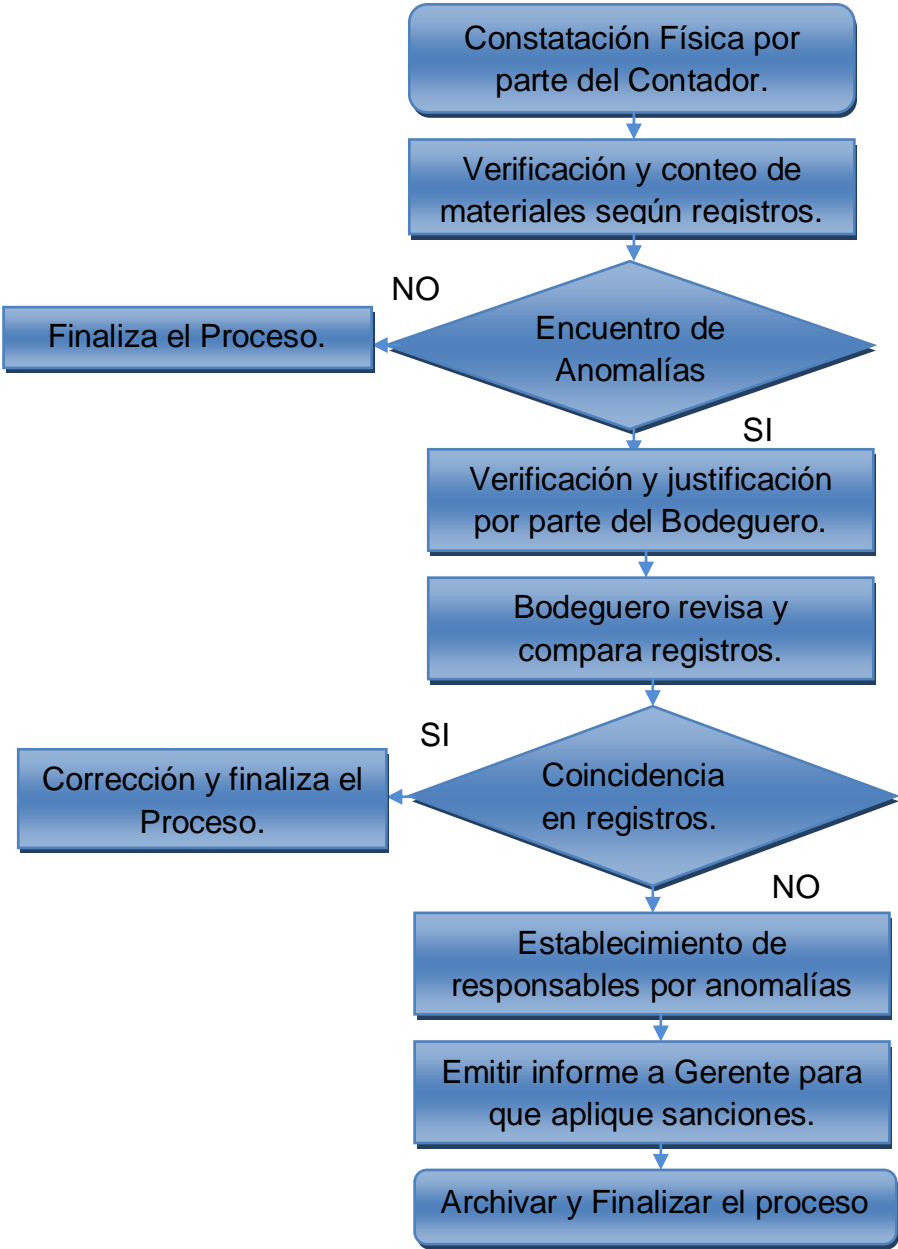 Constatación Física por
parte del Contador.
Verificación y conteo de
materiales según registros.
NO
Finaliza el Proceso.
Encuentro de
Anomalías
SI
Verificación y justificación
por parte del Bodeguero.
Bodeguero revisa y
compara registros.
SI
Corrección y finaliza el
Proceso.
Coincidencia
en registros.
NO
Establecimiento de
responsables por anomalías
Emitir informe a Gerente para
que aplique sanciones.
Archivar y Finalizar el proceso